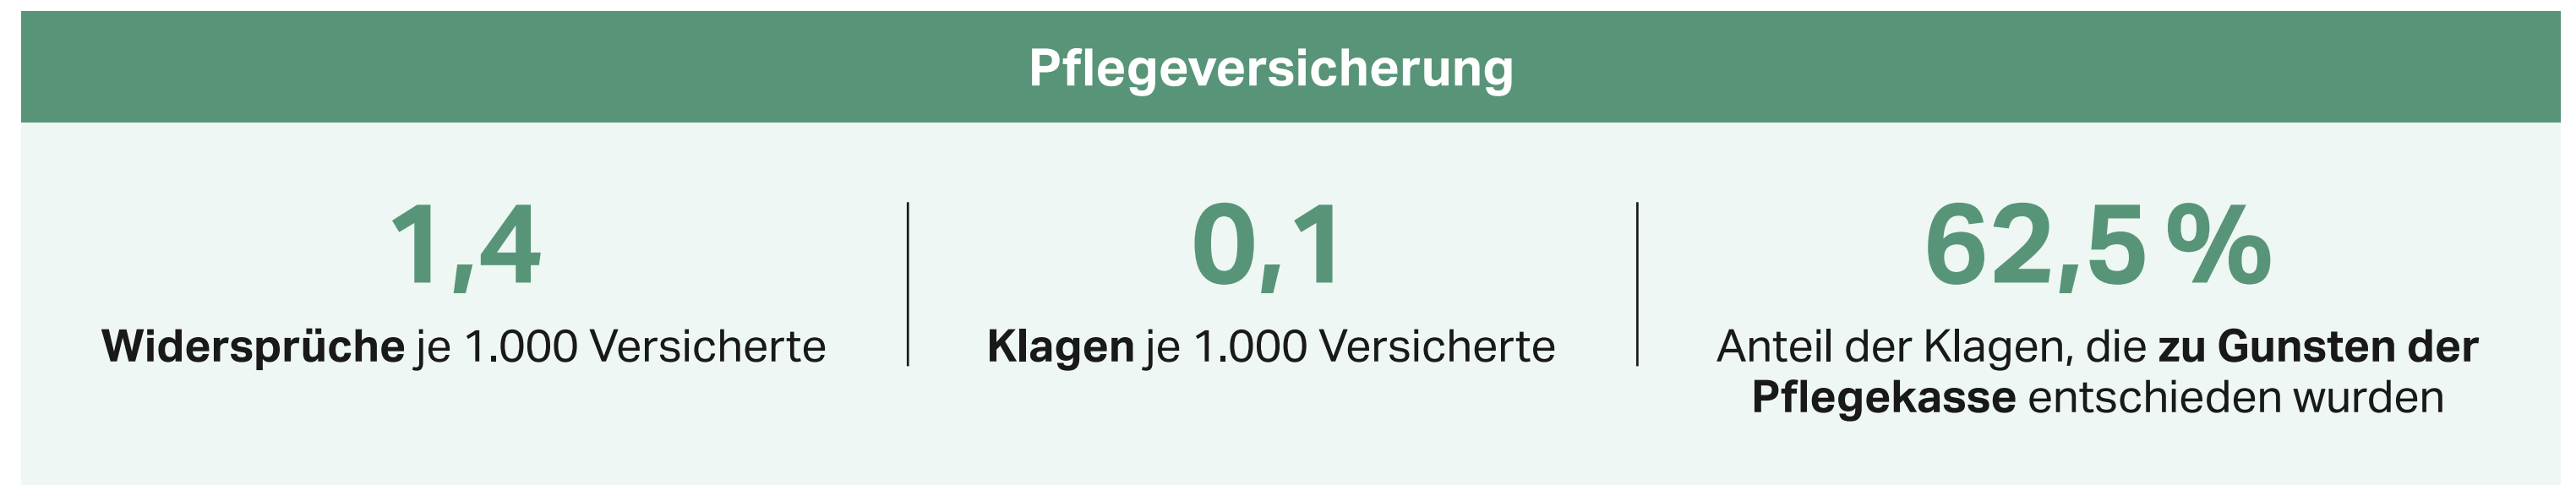 Pflegeversicherung
1,4
Widersprüche je 1.000 Versicherte
0,1
Klagen je 1.000 Versicherte
62,5 %
Anteil der Klagen, die zu Gunsten der
Pflegekasse entschieden wurden